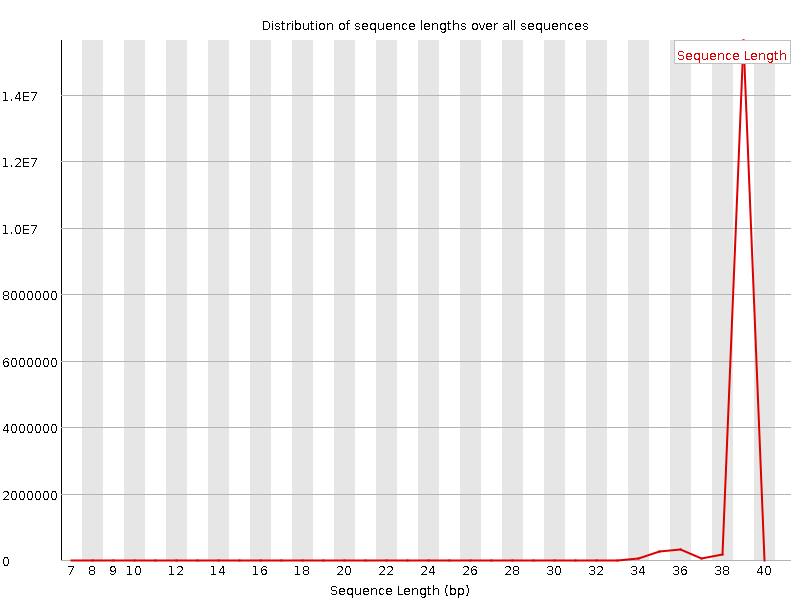 Distribution of sequence lengths over all sequences
Sequence Length
1.4E7
1.2E7
1.0E7
8000000
6000000
4000000
2000000
0
7 8 9 10 12 14 16 18 20 22 24 26 28 30 32 34 36 38 40
Sequence Length (bp)